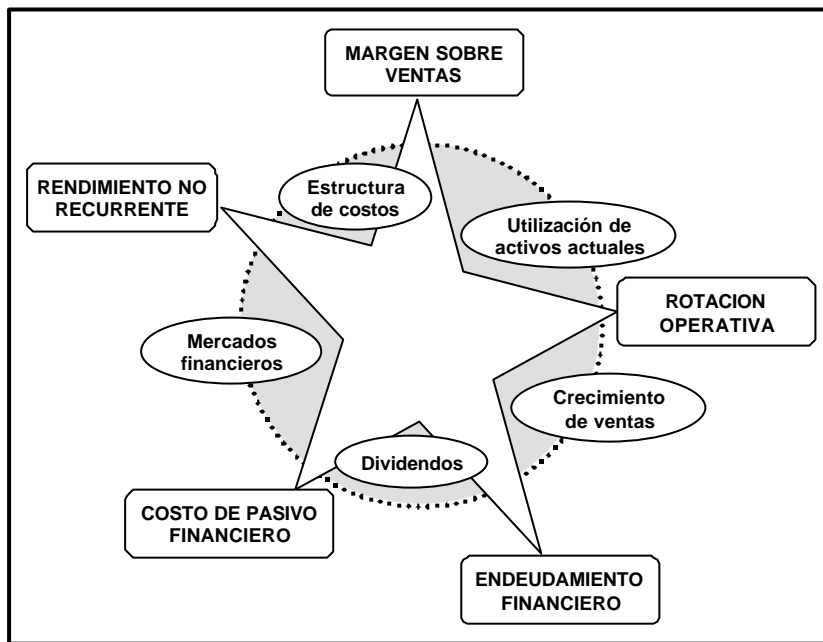 MARGEN SOBRE
VENTAS
RENDIMIENTO NO
RECURRENTE
Estructura
de costos
Utilización de
activos actuales
ROTACION
OPERATIVA
Mercados
financieros
Crecimiento
de ventas
Dividendos
COSTO DE PASIVO
FINANCIERO
ENDEUDAMIENTO
FINANCIERO